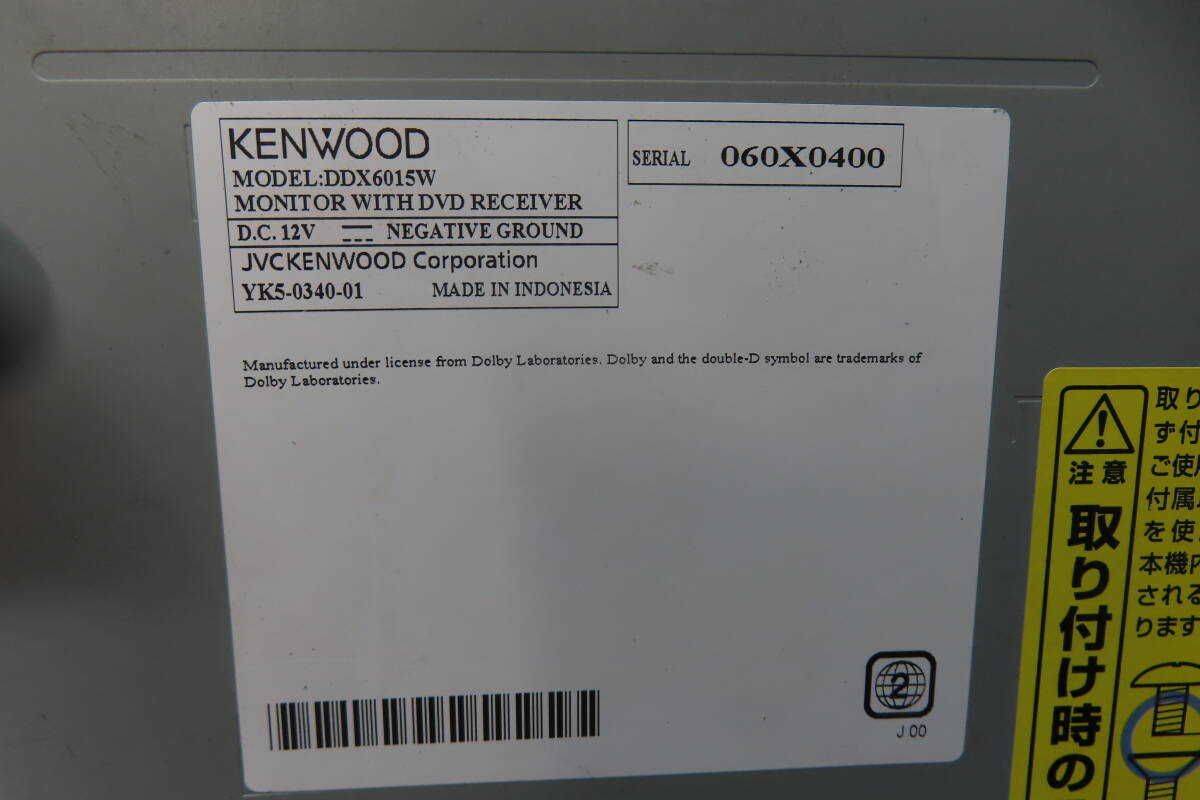 KENWOOD
MODEL:DDX6015W
MONITOR WITH DVD RECEIVER
D.C. 12V NEGATIVE GROUND
JVCKENWOOD Corporation
YK5-0340-01 MADE IN INDONESIA
SERIAL 060X0400
Manufactured under license from Dolby Laboratories. Dolby and the double-D symbol are trademarks of
Dolby Laboratories.
2
J 00
注意
取り付け時の
取り
ず付
ご使用
付属
を使
本機P
される
ります